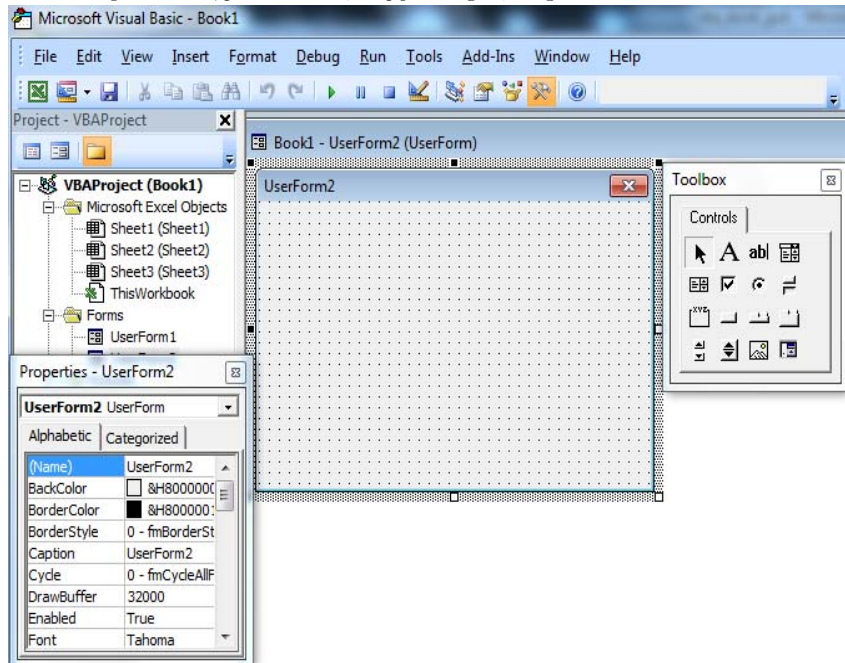 Microsoft Visual Basic - Book1
File Edit View Insert Format Debug Run Tools Add-Ins Window Help
Project - VBAProject
VBAProject (Book1)
Microsoft Excel Objects
Sheet1 (Sheet1)
Sheet2 (Sheet2)
Sheet3 (Sheet3)
ThisWorkbook
Forms
UserForm1
Book1 - UserForm2 (UserForm)
UserForm2
Toolbox
Controls
A ab|
XYZ
Properties - UserForm2
UserForm2 UserForm
Alphabetic Categorized
(Name) UserForm2
BackColor &H8000000
BorderColor &H8000001
BorderStyle 0 - fmBorderSt
Caption UserForm2
Cycle 0 - fmCycleAllF
DrawBuffer 32000
Enabled True
Font Tahoma